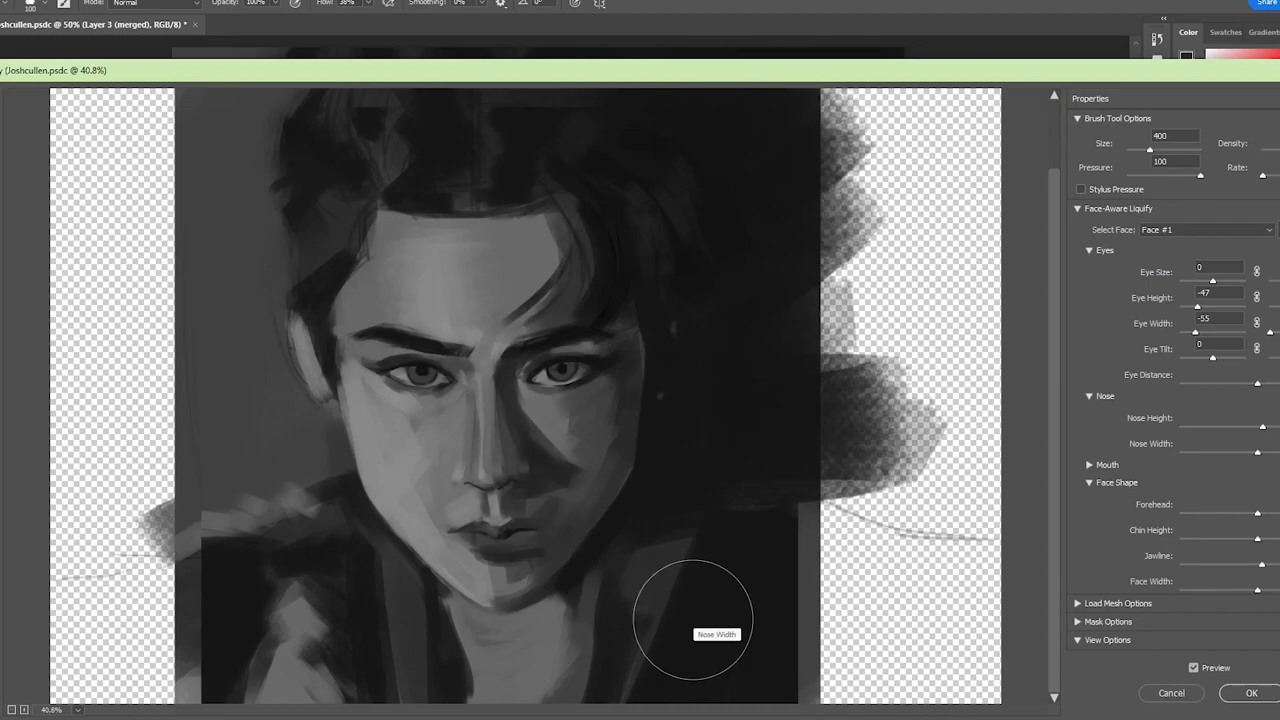 100 Mode: Normal Opacity: 100% Flow: 38% Smoothing: 0% 0° Share
shcullen.psdc @ 50% (Layer 3 (merged), RGB/8) * ×
Color Swatches Gradients
y (Joshcullen.psdc @ 40.8%)
Properties
Brush Tool Options
Size: 400 Density:
Pressure: 100 Rate:
Stylus Pressure
Face-Aware Liquify
Select Face: Face #1
Eyes
Eye Size: 0
Eye Height: -47
Eye Width: -55
Eye Tilt: 0
Eye Distance:
Nose
Nose Height:
Nose Width:
Mouth
Face Shape
Forehead:
Chin Height:
Jawline:
Face Width:
Load Mesh Options
Mask Options
View Options
Nose Width
Preview
Cancel OK
40.8%